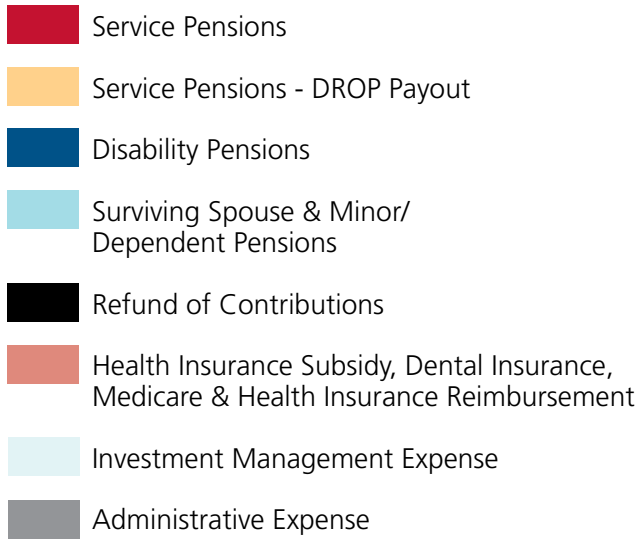 Service Pensions
Service Pensions - DROP Payout
Disability Pensions
Surviving Spouse & Minor/
Dependent Pensions
Refund of Contributions
Health Insurance Subsidy, Dental Insurance,
Medicare & Health Insurance Reimbursement
Investment Management Expense
Administrative Expense